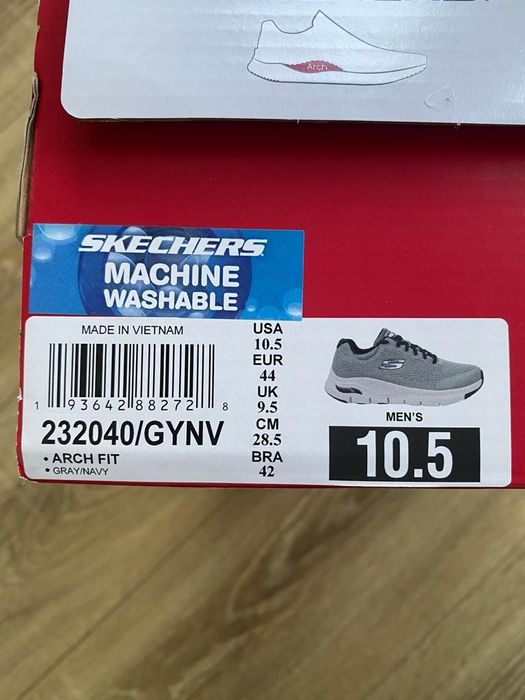 Arch
SKECHERS
MACHINE
WASHABLE
MADE IN VIETNAM
1 93642 88272 8
232040/GYNV
• ARCH FIT
• GRAY/NAVY
USA
10.5
EUR
44
UK
9.5
CM
28.5
BRA
42
MEN'S
10.5